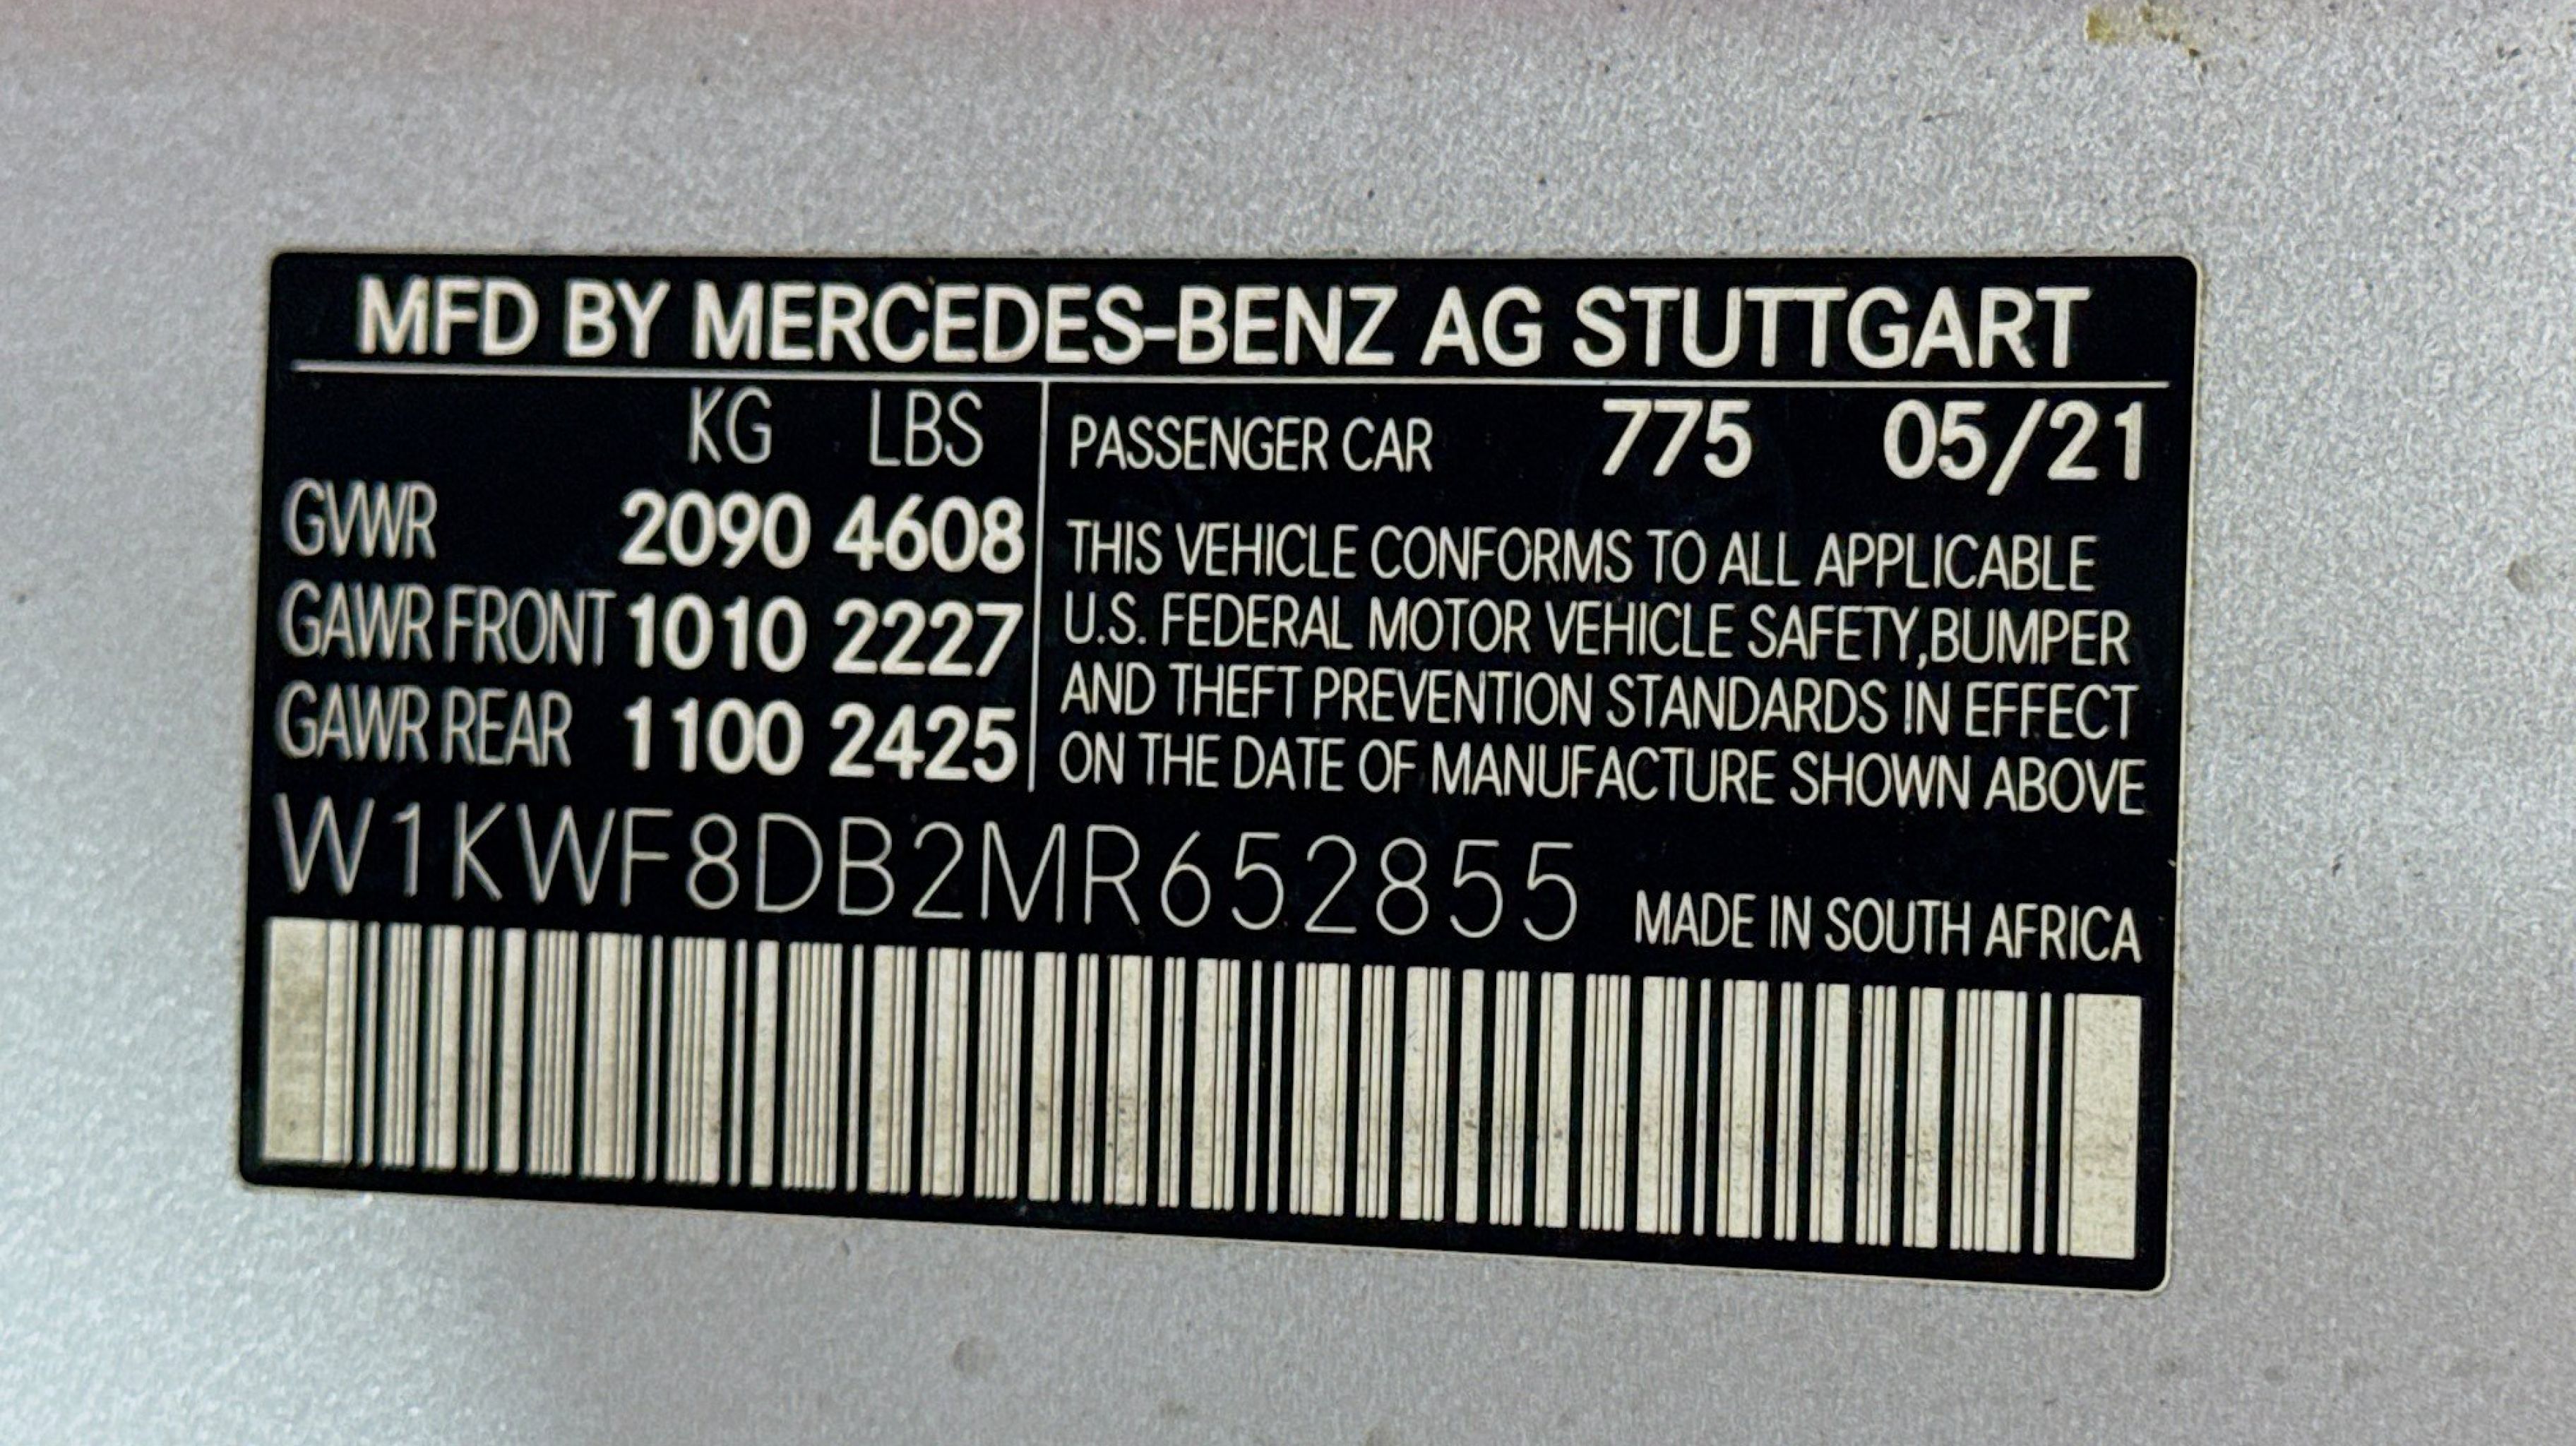 MFD BY MERCEDES-BENZ AG STUTTGART
KG LBS
GVWR 2090 4608
GAWR FRONT 1010 2227
GAWR REAR 1100 2425
PASSENGER CAR 775 05/21
THIS VEHICLE CONFORMS TO ALL APPLICABLE
U.S. FEDERAL MOTOR VEHICLE SAFETY,BUMPER
AND THEFT PREVENTION STANDARDS IN EFFECT
ON THE DATE OF MANUFACTURE SHOWN ABOVE
W1KWF8DB2MR652855
MADE IN SOUTH AFRICA